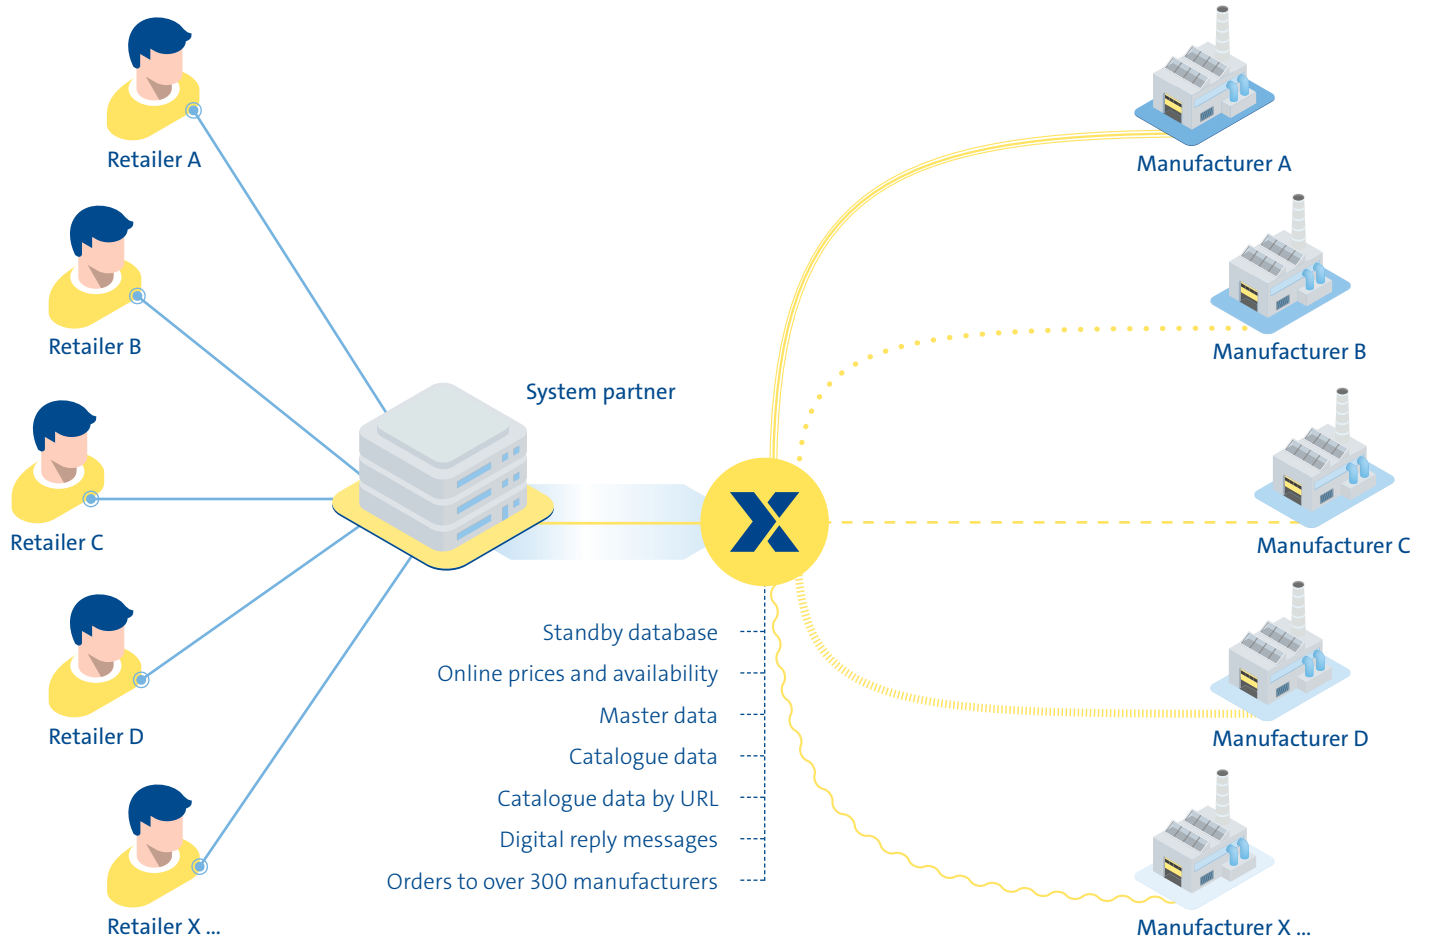 Retailer A
Retailer B
Retailer C
Retailer D
Retailer X ...
System partner
Standby database
Online prices and availability
Master data
Catalogue data
Catalogue data by URL
Digital reply messages
Orders to over 300 manufacturers
Manufacturer A
Manufacturer B
Manufacturer C
Manufacturer D
Manufacturer X ...